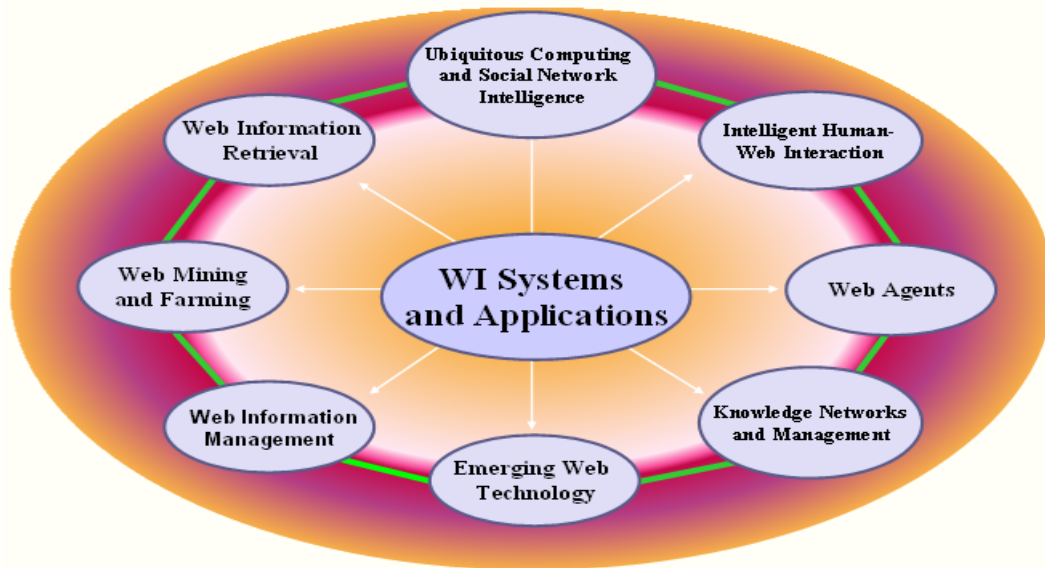 Ubiquitous Computing
and Social Network
Intelligence
Web Information
Retrieval
Intelligent Human-
Web Interaction
Web Mining
and Farming
WI Systems
and Applications
Web Agents
Web Information
Management
Knowledge Networks
and Management
Emerging Web
Technology